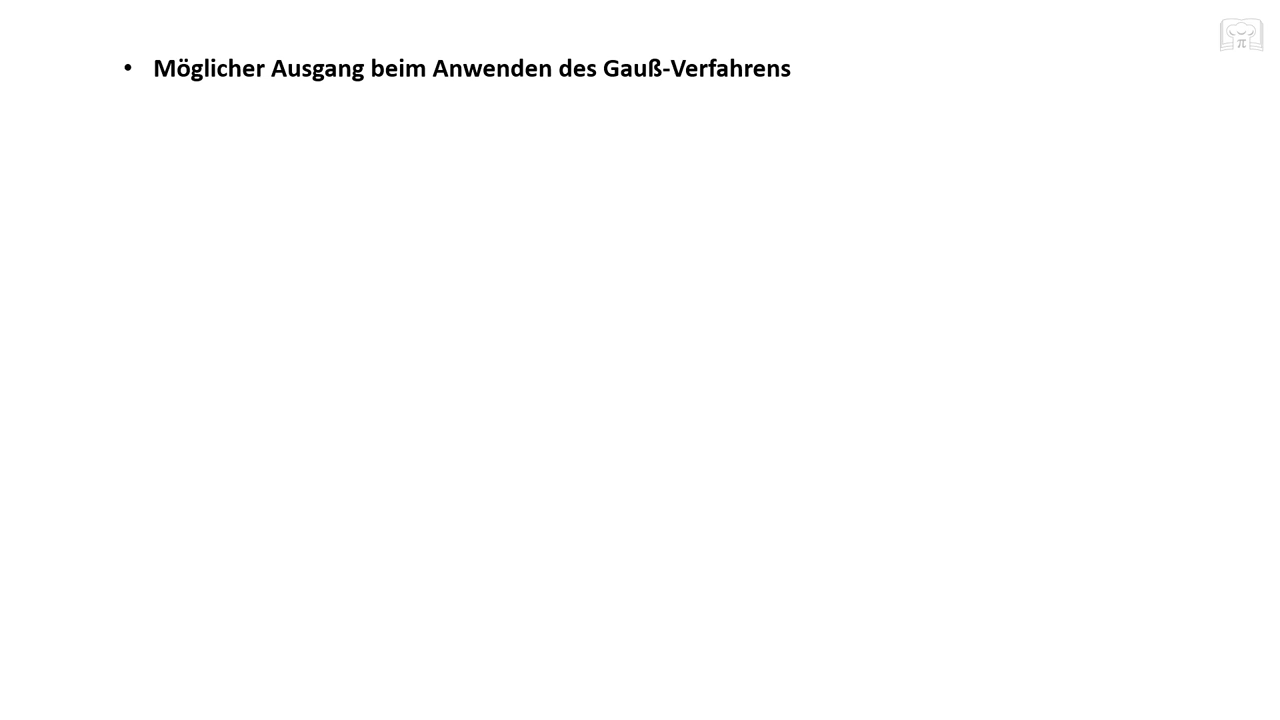 • Möglicher Ausgang beim Anwenden des Gauß-Verfahrens
π